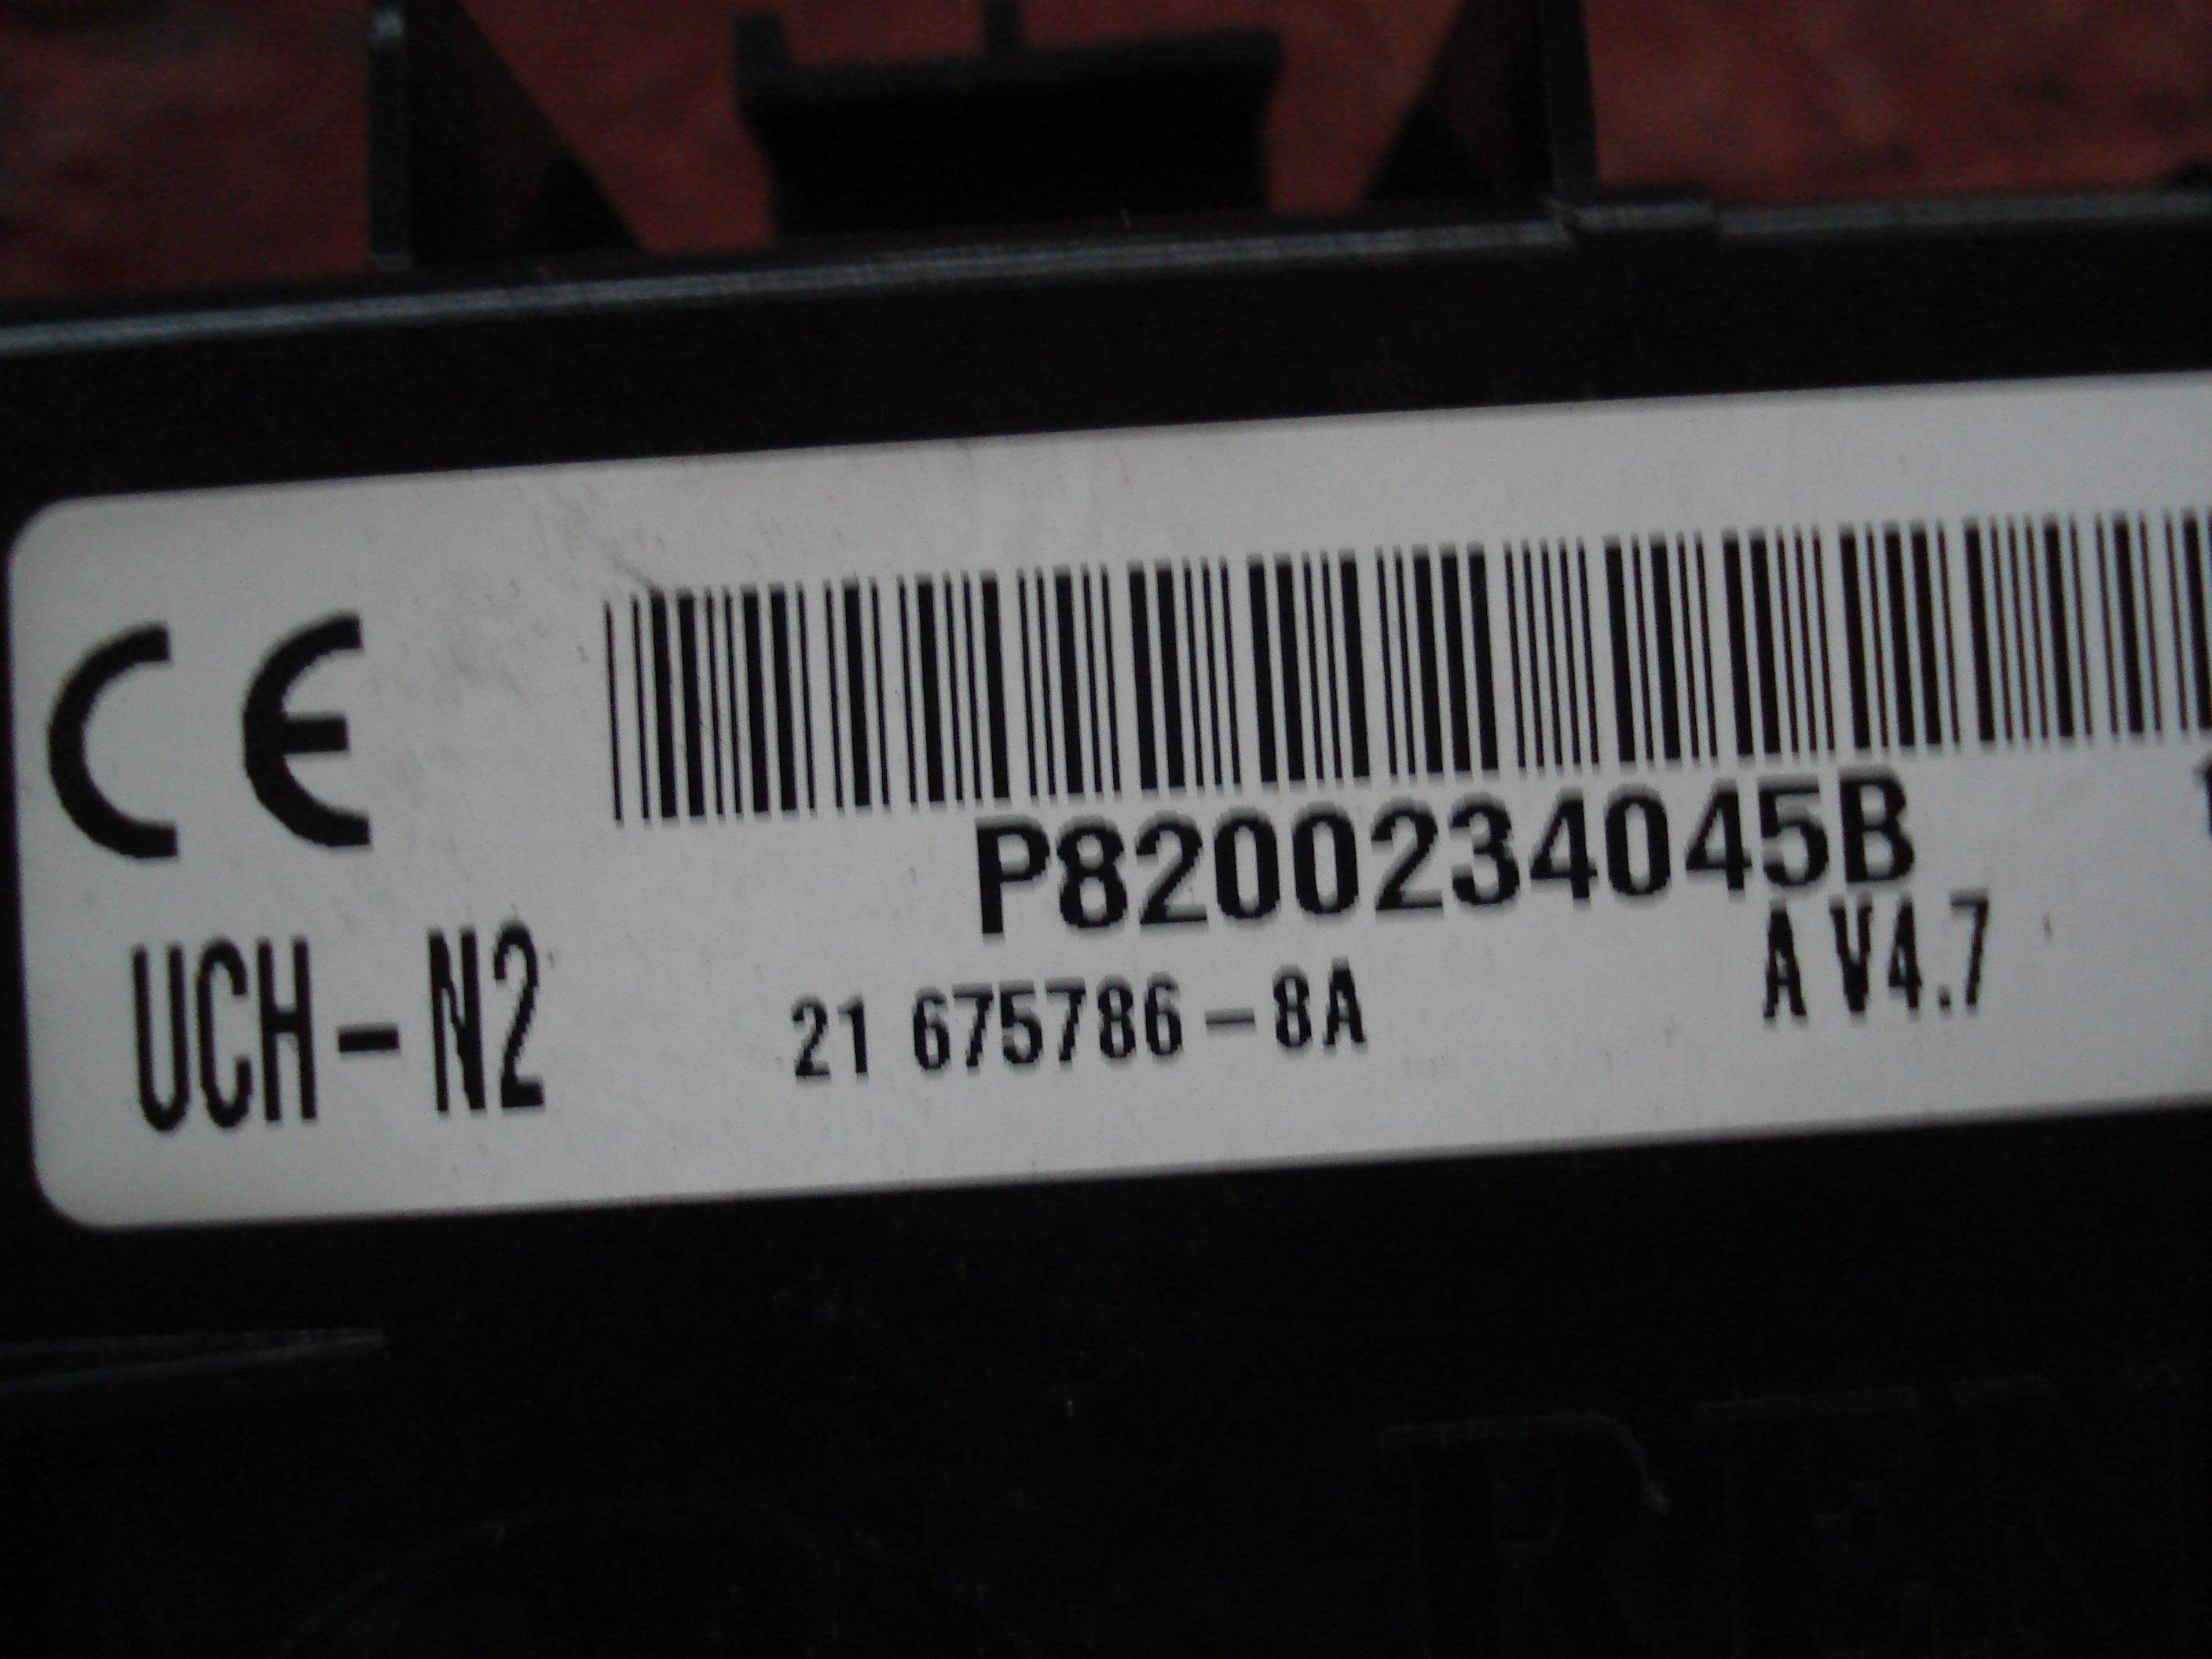 CE
P8200234045B
UCH-N2
21 675786-8A
A V4.7